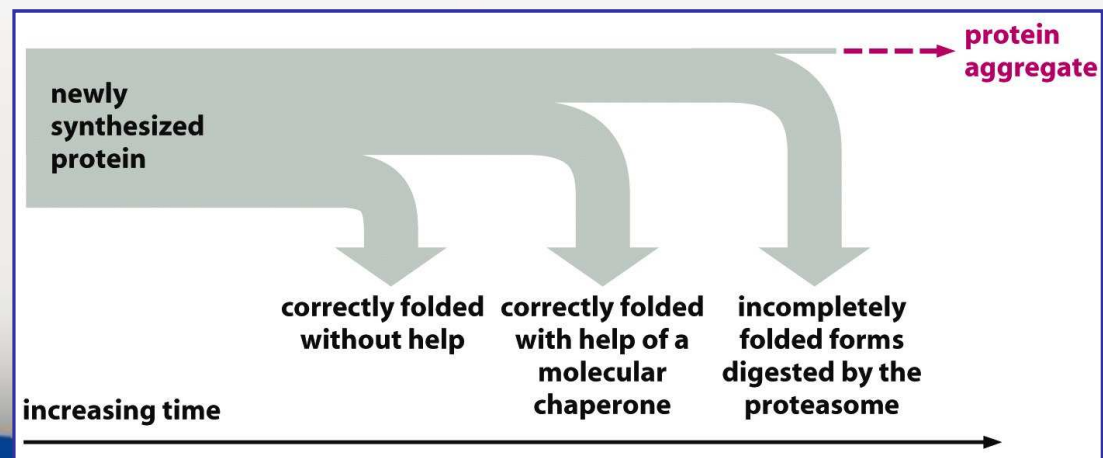 protein
aggregate
newly
synthesized
protein
correctly folded
without help
correctly folded
with help of a
molecular
chaperone
incompletely
folded forms
digested by the
proteasome
increasing time